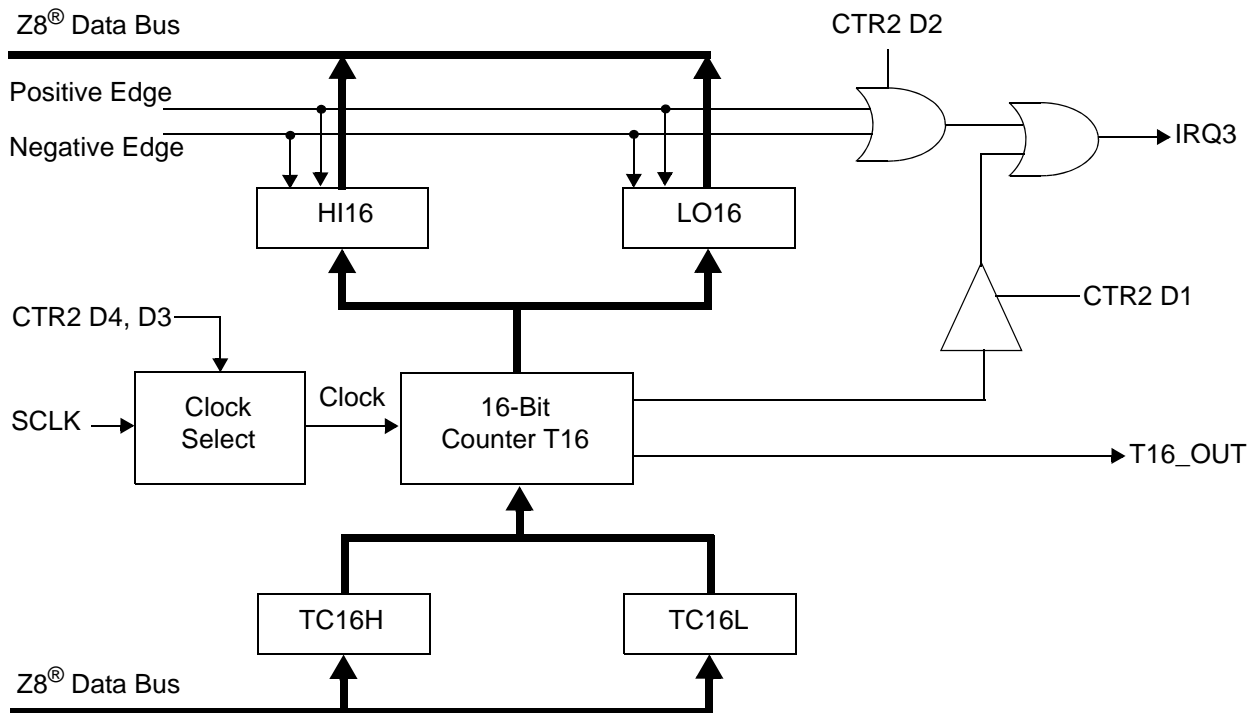 Z8® Data Bus
CTR2 D2
Positive Edge
Negative Edge
IRQ3
HI16
LO16
CTR2 D4, D3
CTR2 D1
SCLK
Clock
Select
Clock
16-Bit
Counter T16
T16_OUT
TC16H
TC16L
Z8® Data Bus